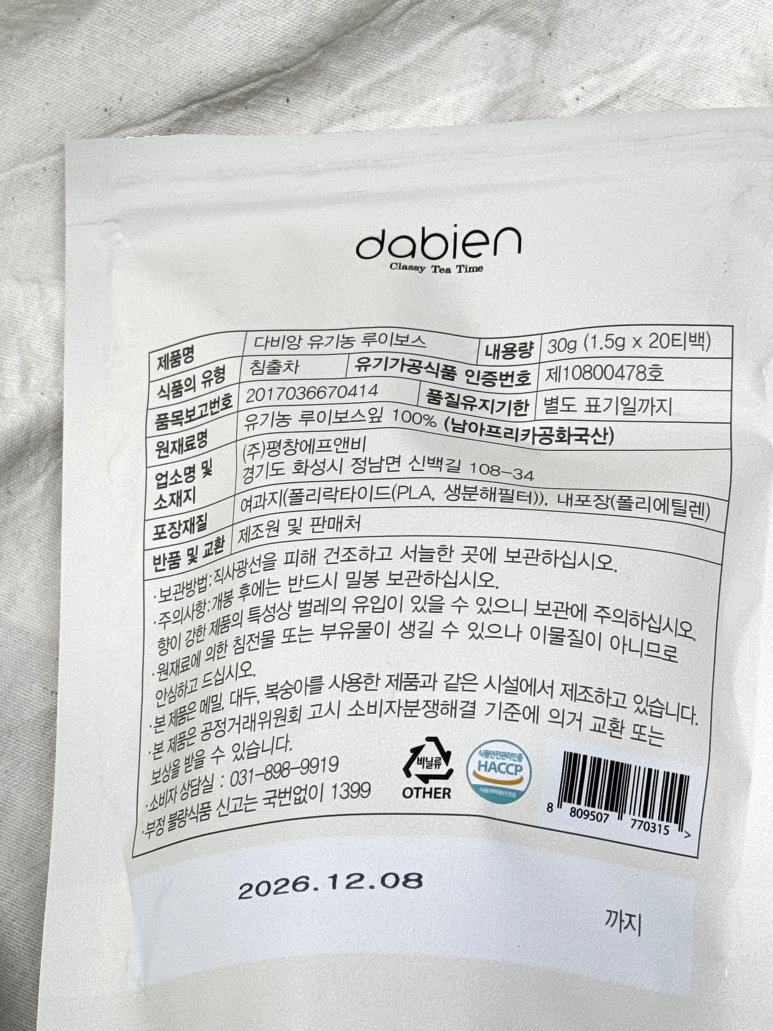 dabien
Classy Tea Time
제품명 다비앙 유기농 루이보스 내용량 30g (1.5g x 20티백)
식품의 유형 침출차 유기가공식품 인증번호 제10800478호
품목보고번호 2017036670414 품질유지기한 별도 표기일까지
원재료명 유기농 루이보스잎 100% (남아프리카공화국산)
업소명 및 소재지 (주)평창에프앤비
경기도 화성시 정남면 신백길 108-34
포장재질 여과지(폴리락타이드(PLA, 생분해필터)), 내포장(폴리에틸렌)
반품 및 교환 제조원 및 판매처
·보관방법:직사광선을 피해 건조하고 서늘한 곳에 보관하십시오.
·주의사항:개봉 후에는 반드시 밀봉 보관하십시오.
향이 강한 제품의 특성상 벌레의 유입이 있을 수 있으니 보관에 주의하십시오.
·원재료에 의한 침전물 또는 부유물이 생길 수 있으나 이물질이 아니므로
안심하고 드십시오.
·본 제품은 메밀, 대두, 복숭아를 사용한 제품과 같은 시설에서 제조하고 있습니다.
·본 제품은 공정거래위원회 고시 소비자분쟁해결 기준에 의거 교환 또는
보상을 받을 수 있습니다.
·소비자 상담실 : 031-898-9919
·부정 불량식품 신고는 국번없이 1399
비닐류
OTHER
식품안전관리인증
HACCP
8 809507 770315 >
2026.12.08
까지